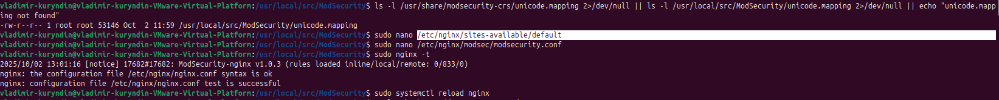 vladimir-kuryndin@vladimir-kuryndin-VMware-Virtual-Platform:/usr/local/src/ModSecurity$ ls -l /usr/share/modsecurity-crs/unicode.mapping 2>/dev/null || ls -l /usr/local/src/ModSecurity/unicode.mapping 2>/dev/null || echo "unicode.mapp
ing not found"
-rw-r--r-- 1 root root 53146 Oct  2 11:59 /usr/local/src/ModSecurity/unicode.mapping
vladimir-kuryndin@vladimir-kuryndin-VMware-Virtual-Platform:/usr/local/src/ModSecurity$ sudo nano /etc/nginx/sites-available/default
vladimir-kuryndin@vladimir-kuryndin-VMware-Virtual-Platform:/usr/local/src/ModSecurity$ sudo nano /etc/nginx/modsec/modsecurity.conf
vladimir-kuryndin@vladimir-kuryndin-VMware-Virtual-Platform:/usr/local/src/ModSecurity$ sudo nginx -t
2025/10/02 13:01:16 [notice] 17682#17682: ModSecurity-nginx v1.0.3 (rules loaded inline/local/remote: 0/833/0)
nginx: the configuration file /etc/nginx/nginx.conf syntax is ok
nginx: configuration file /etc/nginx/nginx.conf test is successful
vladimir-kuryndin@vladimir-kuryndin-VMware-Virtual-Platform:/usr/local/src/ModSecurity$ sudo systemctl reload nginx